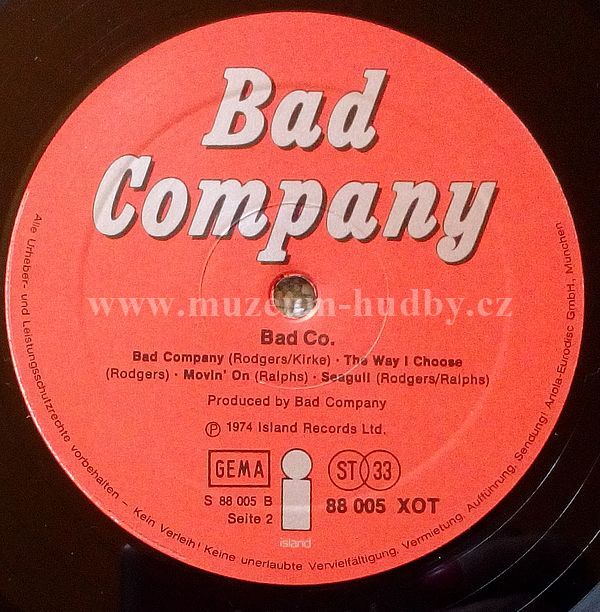 Bad
Company
www.muzeum-hudby.cz
Bad Co.
Bad Company (Rodgers/Kirke) · The Way I Choose
(Rodgers) · Movin' On (Ralphs) · Seagull (Rodgers/Ralphs)
Produced by Bad Company
Ⓟ 1974 Island Records Ltd.
GEMA
S 88 005 B
Seite 2
i
island
ST 33
88 005 XOT
Alle Urheber- und Leistungsschutzrechte vorbehalten – Kein Verleih! Keine unerlaubte Vervielfältigung, Vermietung, Aufführung, Sendung! Ariola-Eurodisc GmbH, München